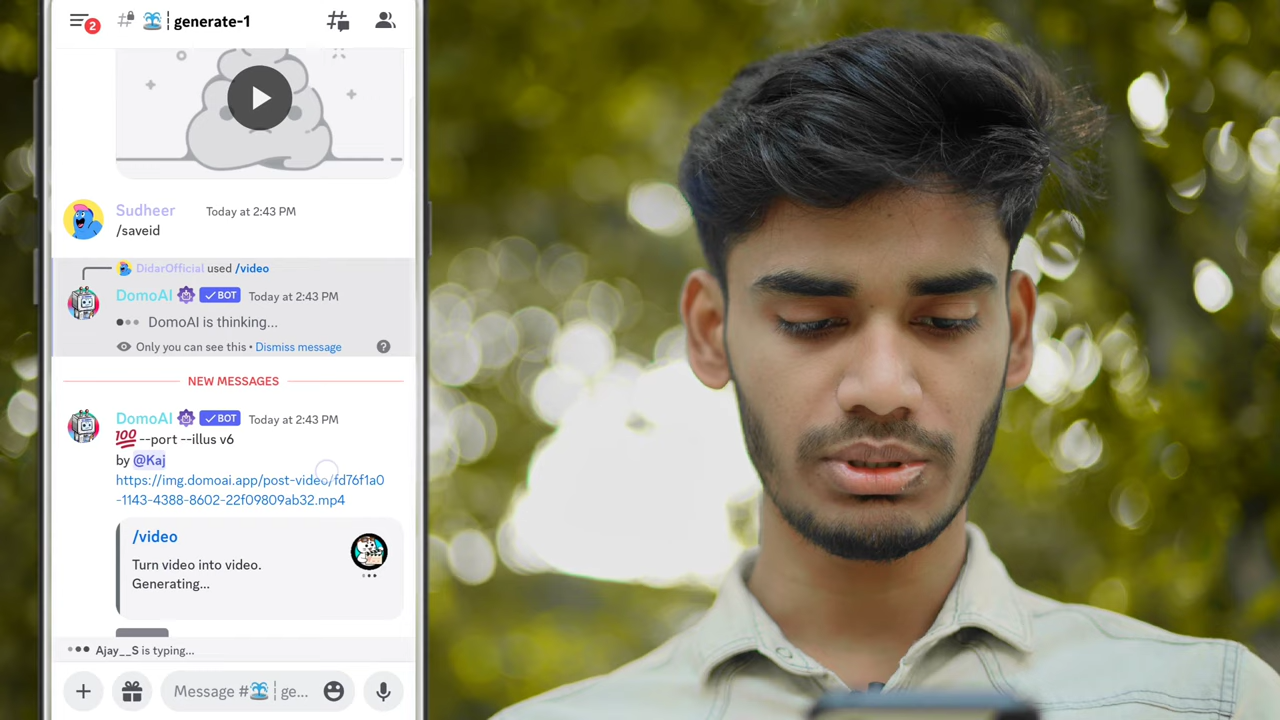 2
generate-1
Sudheer Today at 2:43 PM
/saveid
DidarOfficial used /video
DomoAI BOT Today at 2:43 PM
DomoAI is thinking...
Only you can see this • Dismiss message ?
NEW MESSAGES
DomoAI BOT Today at 2:43 PM
💯 --port --illus v6
by @Kaj
https://img.domoai.app/post-video/fd76f1a0
-1143-4388-8602-22f09809ab32.mp4
/video
Turn video into video.
Generating...
Ajay__S is typing...
Message #🏝️ | ge...